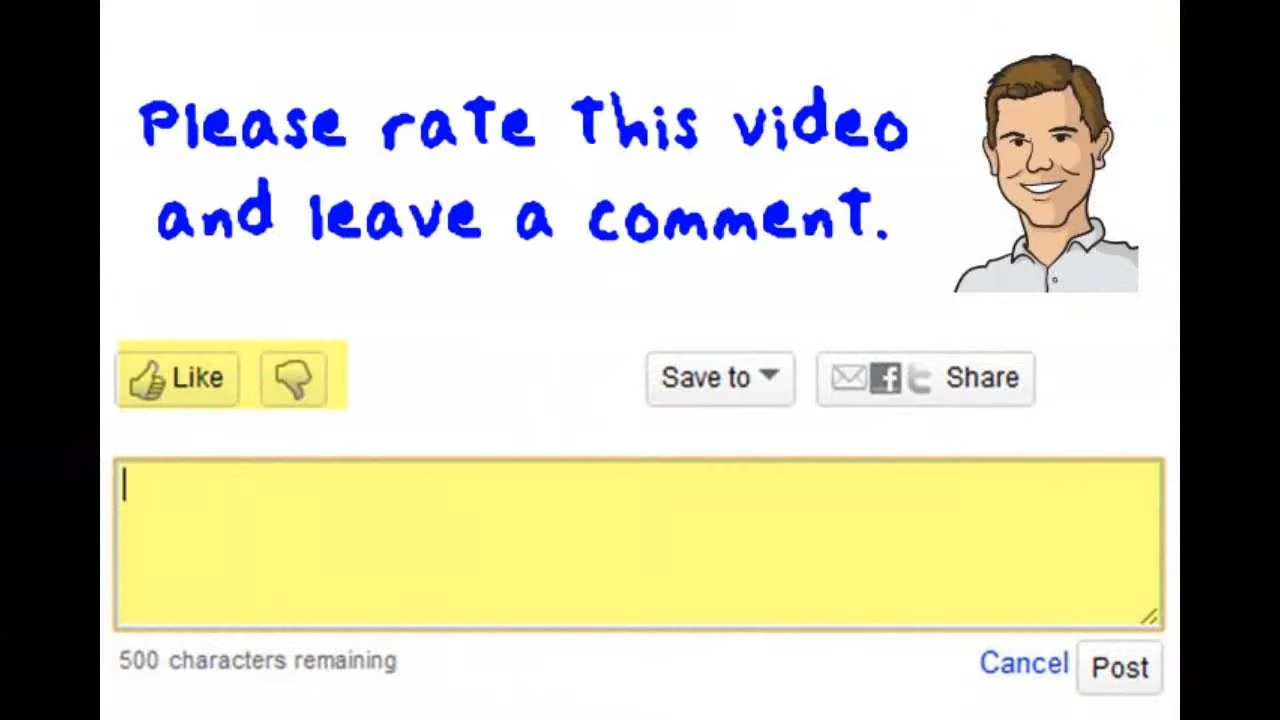 Please rate this video
and leave a comment.
Like
Save to
Share
500 characters remaining
Cancel
Post